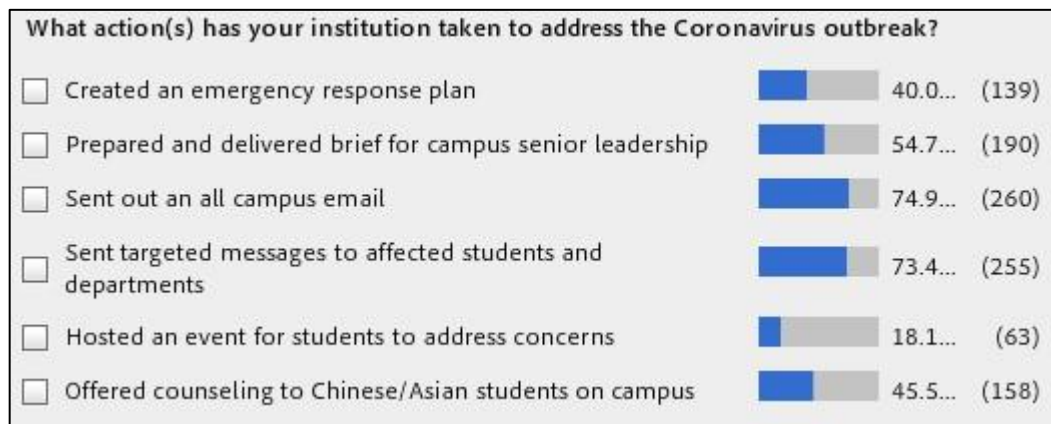 What action(s) has your institution taken to address the Coronavirus outbreak?
Created an emergency response plan 40.0... (139)
Prepared and delivered brief for campus senior leadership 54.7... (190)
Sent out an all campus email 74.9... (260)
Sent targeted messages to affected students and
departments 73.4... (255)
Hosted an event for students to address concerns 18.1... (63)
Offered counseling to Chinese/Asian students on campus 45.5... (158)